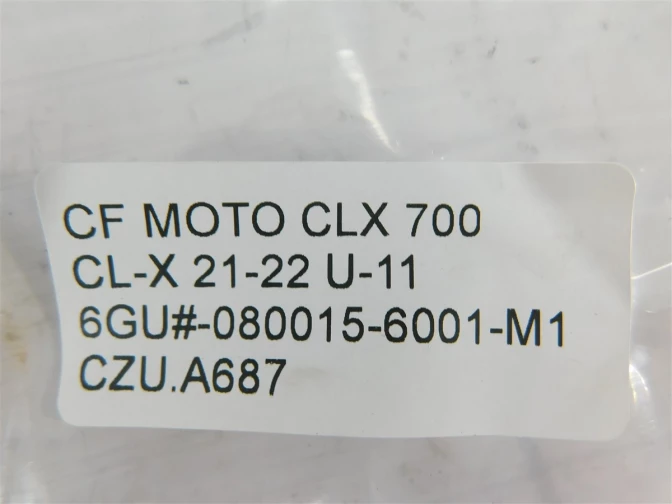 CF MOTO CLX 700
CL-X 21-22 U-11
6GU#-080015-6001-M1
CZU.A687